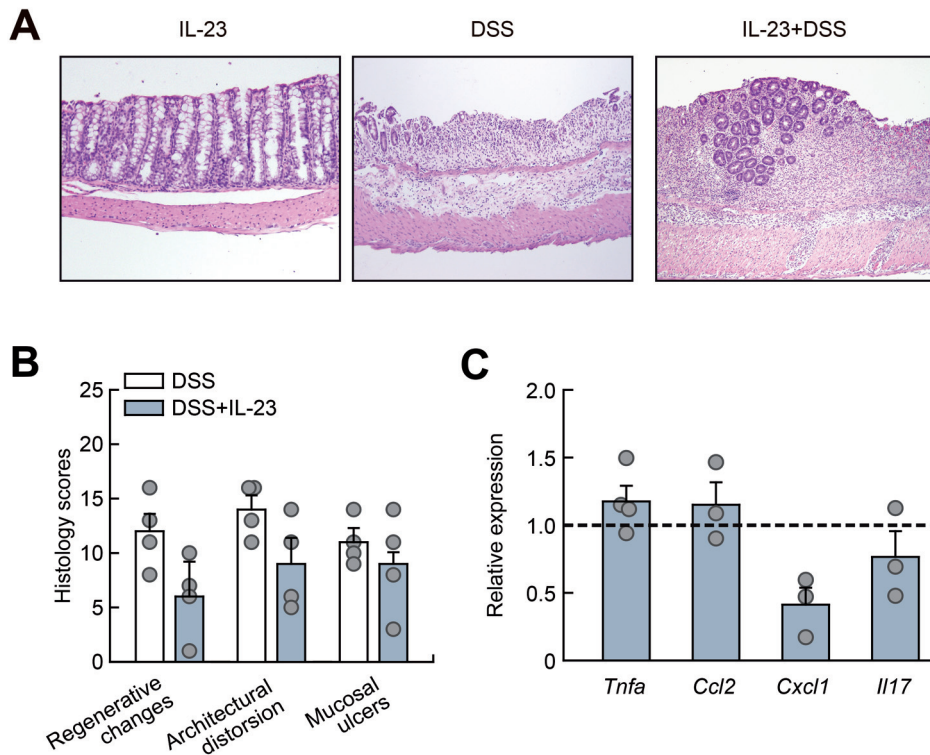 A
IL-23
DSS
IL-23+DSS
B
DSS
DSS+IL-23
Histology scores
25
20
15
10
5
0
Regenerative
changes
Architectural
distorsion
Mucosal
ulcers
C
Relative expression
2.0
1.5
1.0
0.5
0
Tnfa
Ccl2
Cxcl1
Il17